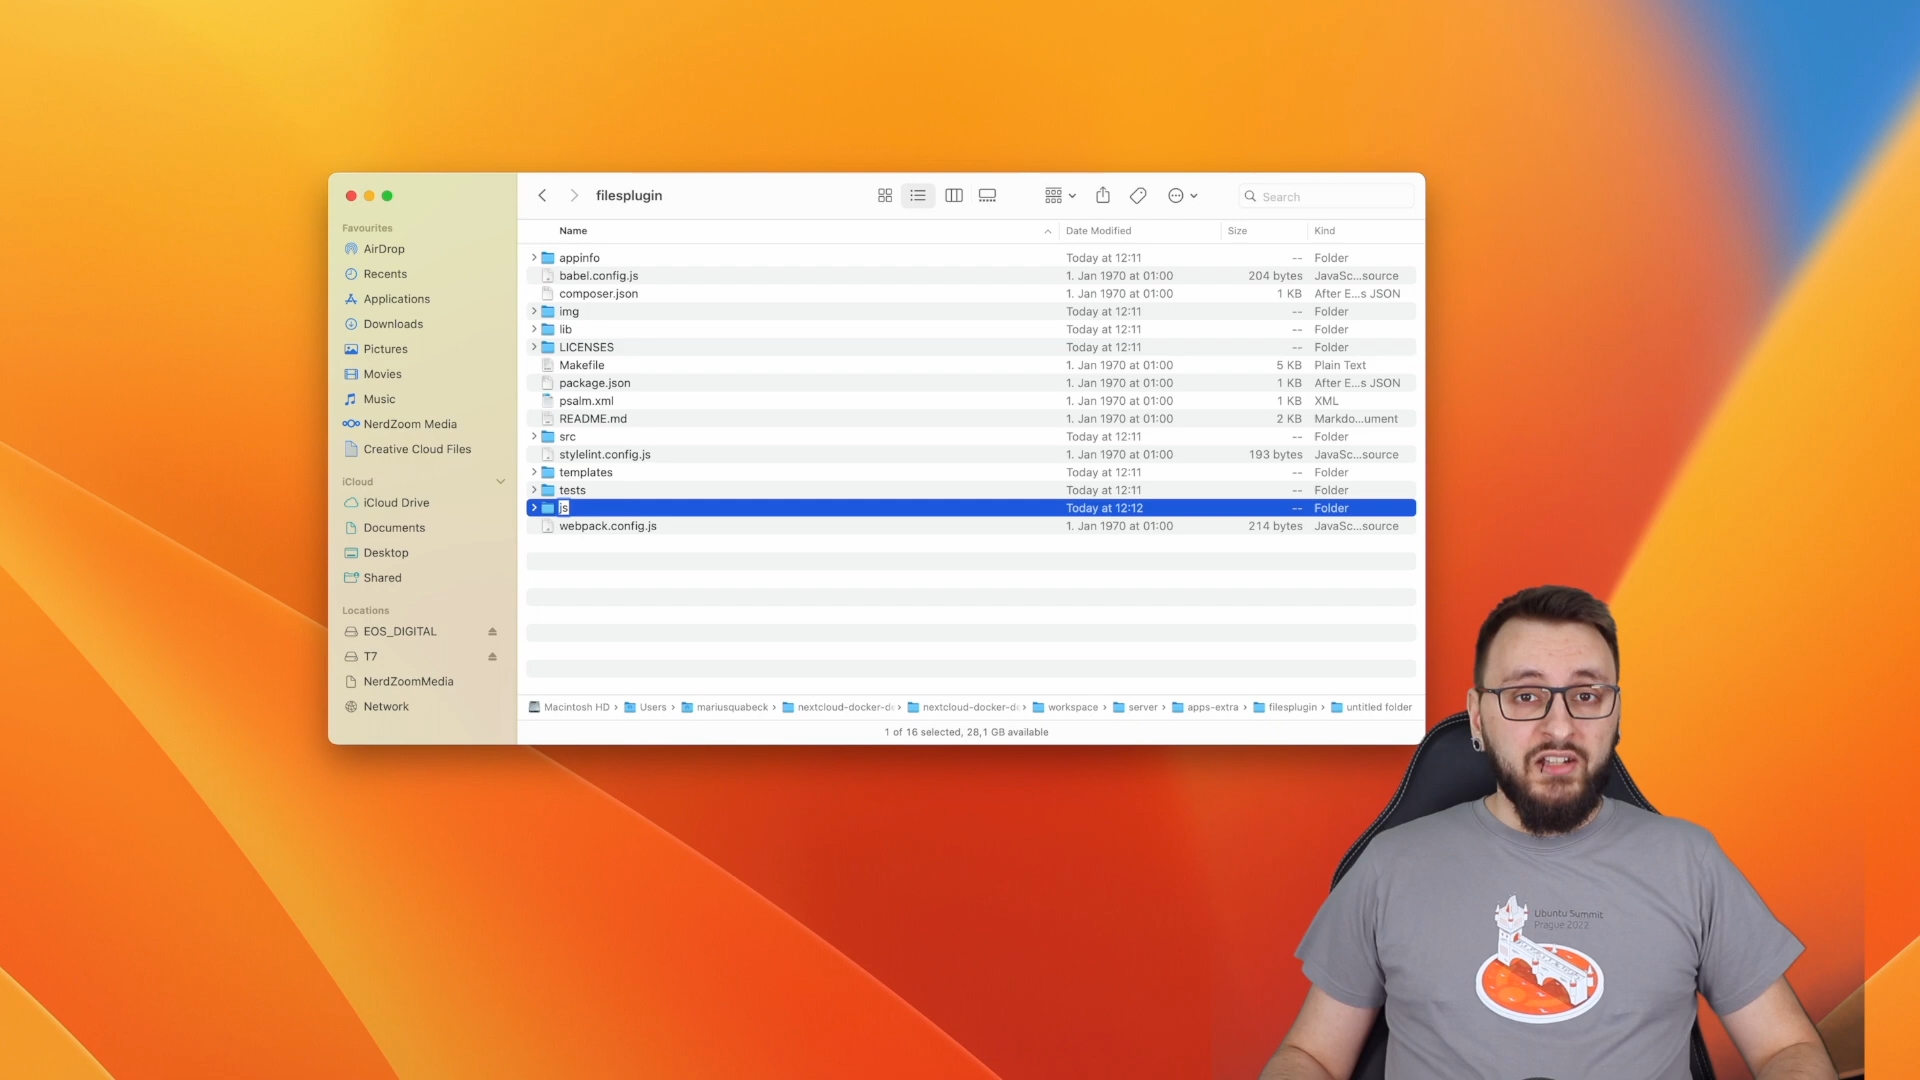 filesplugin
Search
Favourites
AirDrop
Recents
Applications
Downloads
Pictures
Movies
Music
NerdZoom Media
Creative Cloud Files
iCloud
iCloud Drive
Documents
Desktop
Shared
Locations
EOS_DIGITAL
T7
NerdZoomMedia
Network
Name Date Modified Size Kind
appinfo Today at 12:11 -- Folder
babel.config.js 1. Jan 1970 at 01:00 204 bytes JavaSc...source
composer.json 1. Jan 1970 at 01:00 1 KB After E...s JSON
img Today at 12:11 -- Folder
lib Today at 12:11 -- Folder
LICENSES Today at 12:11 -- Folder
Makefile 1. Jan 1970 at 01:00 5 KB Plain Text
package.json 1. Jan 1970 at 01:00 1 KB After E...s JSON
psalm.xml 1. Jan 1970 at 01:00 1 KB XML
README.md 1. Jan 1970 at 01:00 2 KB Markdo...ument
src Today at 12:11 -- Folder
stylelint.config.js 1. Jan 1970 at 01:00 193 bytes JavaSc...source
templates Today at 12:11 -- Folder
tests Today at 12:11 -- Folder
js Today at 12:12 -- Folder
webpack.config.js 1. Jan 1970 at 01:00 214 bytes JavaSc...source
Macintosh HD › Users › mariusquabeck › nextcloud-docker-de › nextcloud-docker-de › workspace › server › apps-extra › filesplugin › untitled folder
1 of 16 selected, 28,1 GB available
Ubuntu Summit
Prague 2022